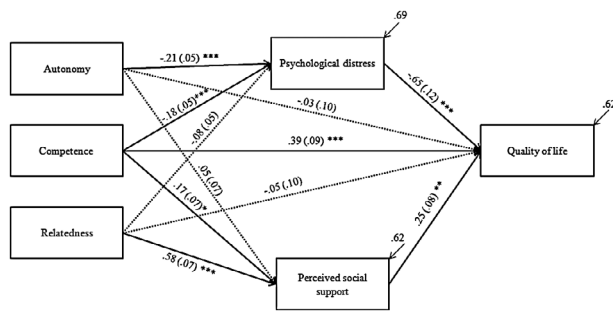 .69
Psychological distress
Autonomy
-.21 (.05) ***
-.65 (.12) ***
-.18 (.05)***
-.08 (.05)
-.03 (.10)
.62
Competence
.39 (.09) ***
Quality of life
.05 (.07)
.17 (.07)*
-.05 (.10)
.25 (.08) **
Relatedness
.58 (.07) ***
.62
Perceived social
support